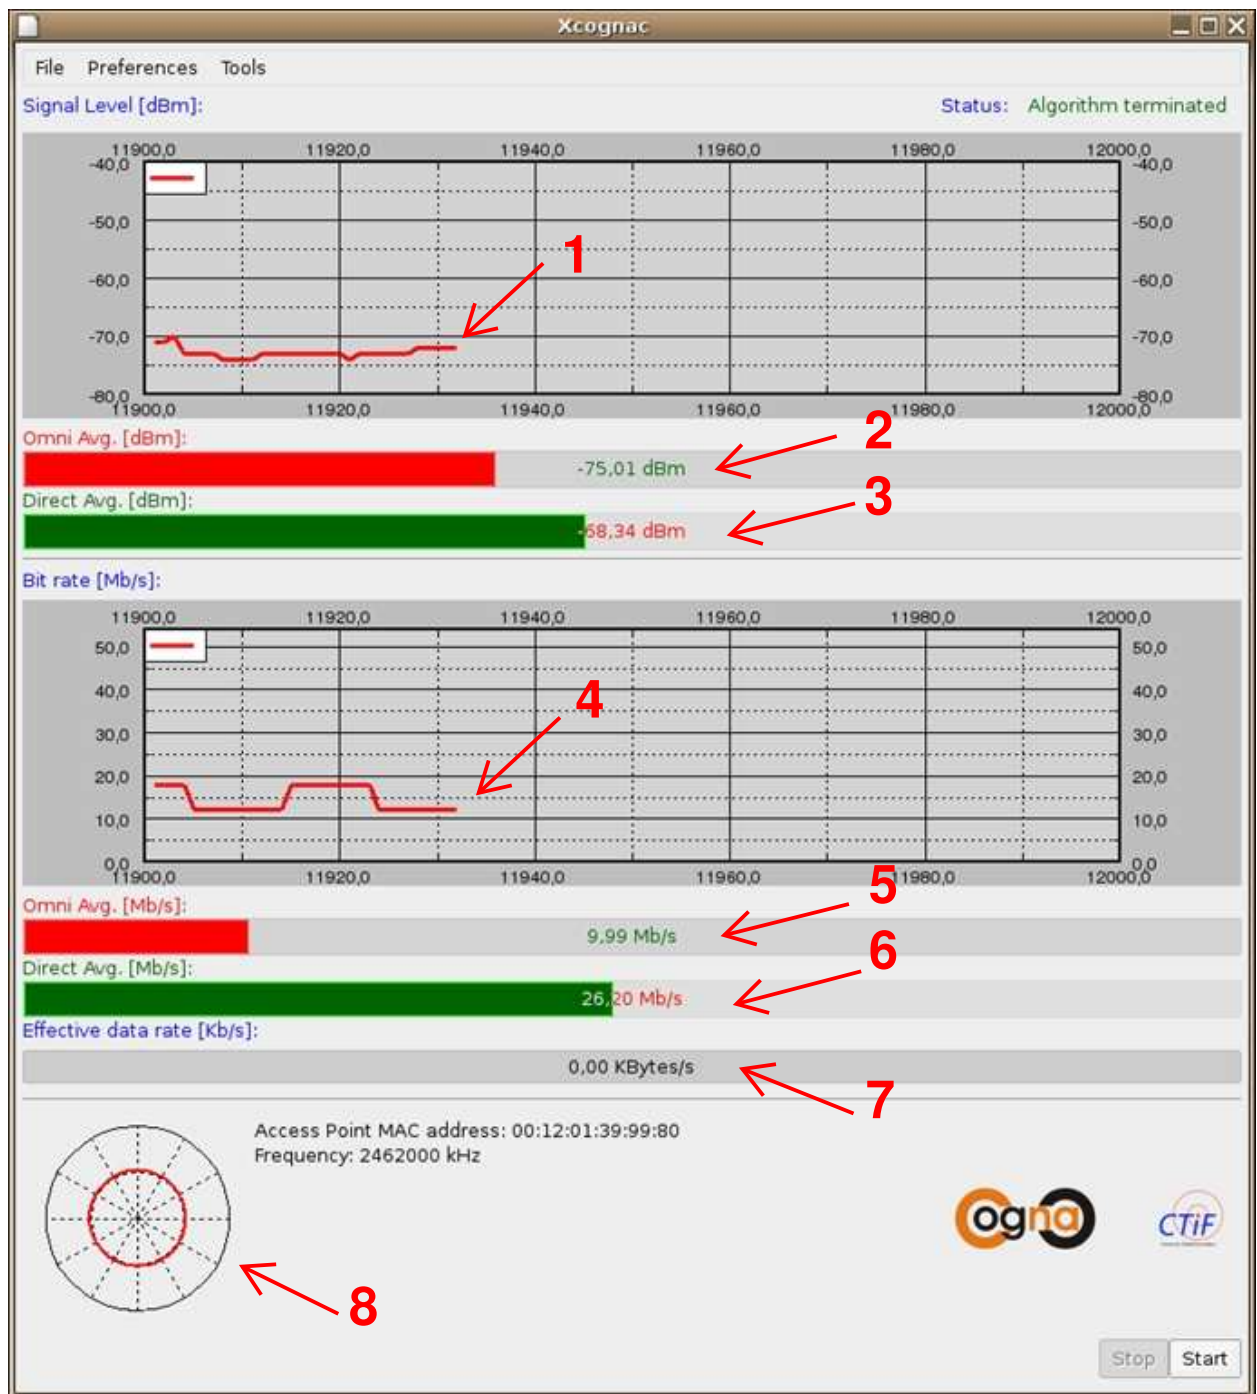 Xcognac
File Preferences Tools
Signal Level [dBm]: Status: Algorithm terminated
11900,0 11920,0 11940,0 11960,0 11980,0 12000,0
-40,0 -40,0
-50,0 -50,0
1
-60,0 -60,0
-70,0 -70,0
-80,0 -80,0
11900,0 11920,0 11940,0 11960,0 11980,0 12000,0
Omni Avg. [dBm]: 2
-75,01 dBm
Direct Avg. [dBm]: 3
-68,34 dBm
Bit rate [Mb/s]:
11900,0 11920,0 11940,0 11960,0 11980,0 12000,0
50,0 50,0
40,0 40,0
4
30,0 30,0
20,0 20,0
10,0 10,0
0,0 0,0
11900,0 11920,0 11940,0 11960,0 11980,0 12000,0
Omni Avg. [Mb/s]: 5
9,99 Mb/s
Direct Avg. [Mb/s]: 6
26,20 Mb/s
Effective data rate [Kb/s]:
0,00 KBytes/s
7
Access Point MAC address: 00:12:01:39:99:80
Frequency: 2462000 kHz
Cognac CTiF
8
Stop Start